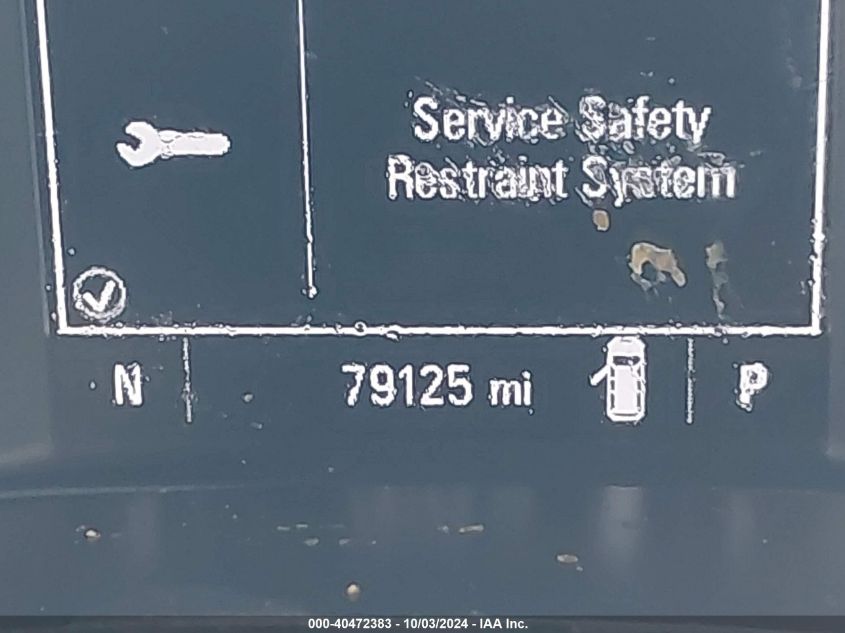 Service Safety
Restraint System
N 79125 mi P
000-40472383 - 10/03/2024 - IAA Inc.